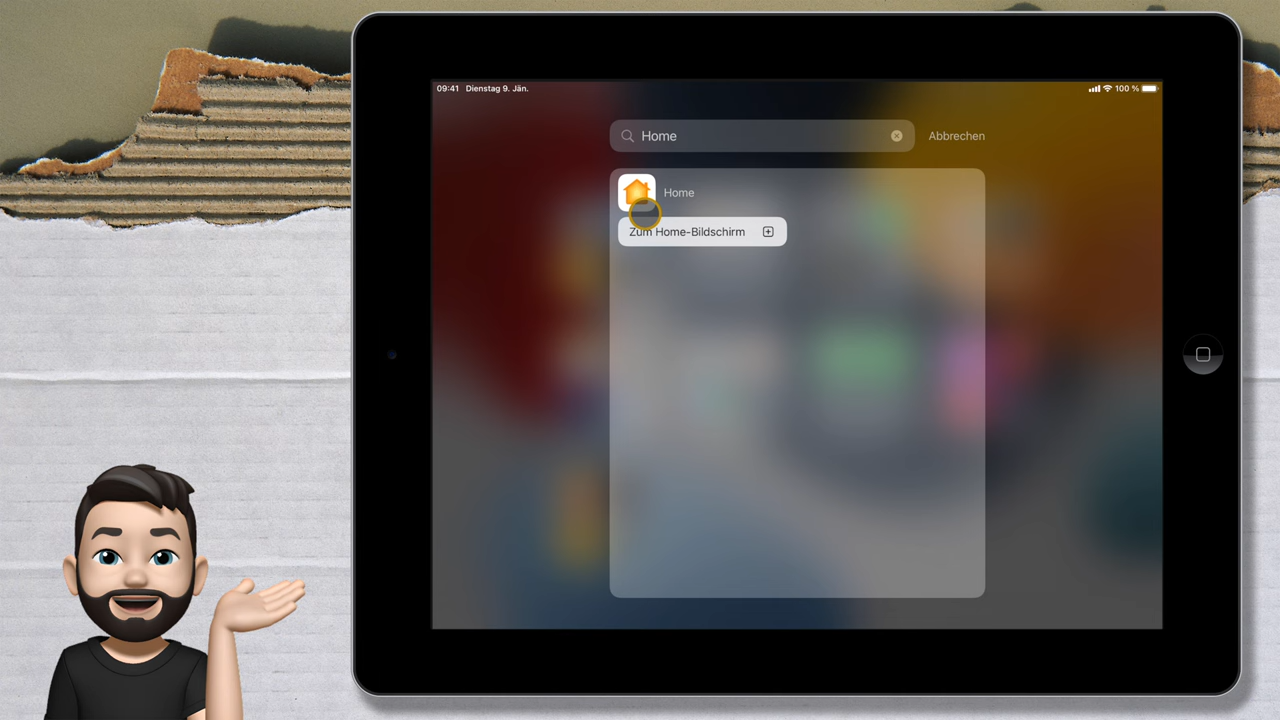 09:41 Dienstag 9. Jän.
100 %
Home
Abbrechen
Home
Zum Home-Bildschirm